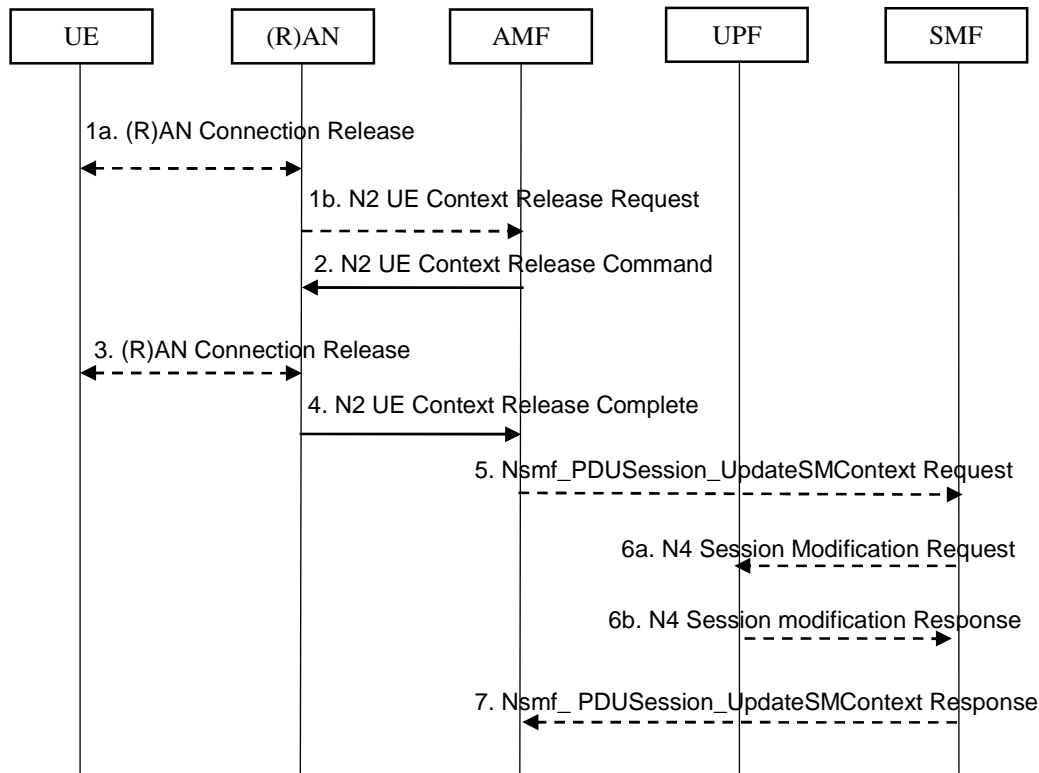 UE
(R)AN
AMF
UPF
SMF
1a. (R)AN Connection Release
1b. N2 UE Context Release Request
2. N2 UE Context Release Command
3. (R)AN Connection Release
4. N2 UE Context Release Complete
5. Nsmf_PDUSession_UpdateSMContext Request
6a. N4 Session Modification Request
6b. N4 Session modification Response
7. Nsmf_ PDUSession_UpdateSMContext Response